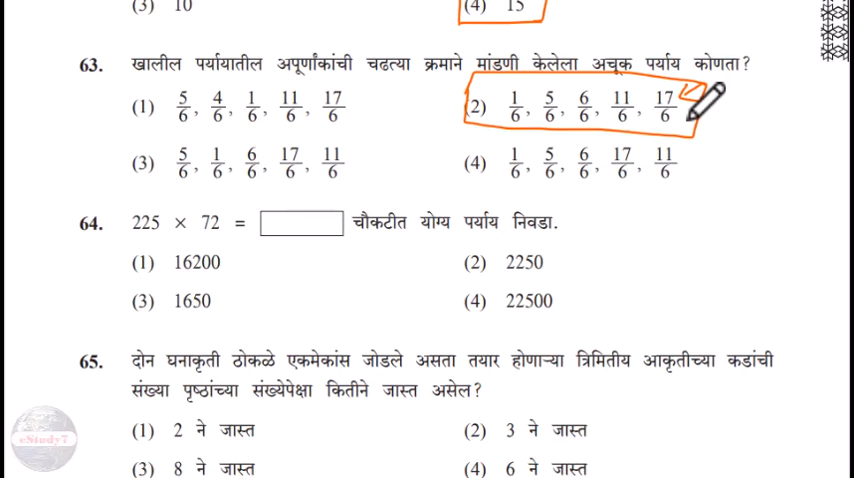 (3) 10 (4) 15
63. खालील पर्यायातील अपूर्णांकांची चढत्या क्रमाने मांडणी केलेला अचूक पर्याय कोणता?
(1) 5/6, 4/6, 1/6, 11/6, 17/6 (2) 1/6, 5/6, 6/6, 11/6, 17/6
(3) 5/6, 1/6, 6/6, 17/6, 11/6 (4) 1/6, 5/6, 6/6, 17/6, 11/6
64. 225 × 72 = चौकटीत योग्य पर्याय निवडा.
(1) 16200 (2) 2250
(3) 1650 (4) 22500
65. दोन घनाकृती ठोकळे एकमेकांस जोडले असता तयार होणाऱ्या त्रिमितीय आकृतीच्या कडांची
संख्या पृष्ठांच्या संख्येपेक्षा कितीने जास्त असेल?
(1) 2 ने जास्त (2) 3 ने जास्त
(3) 8 ने जास्त (4) 6 ने जास्त
eStudy7